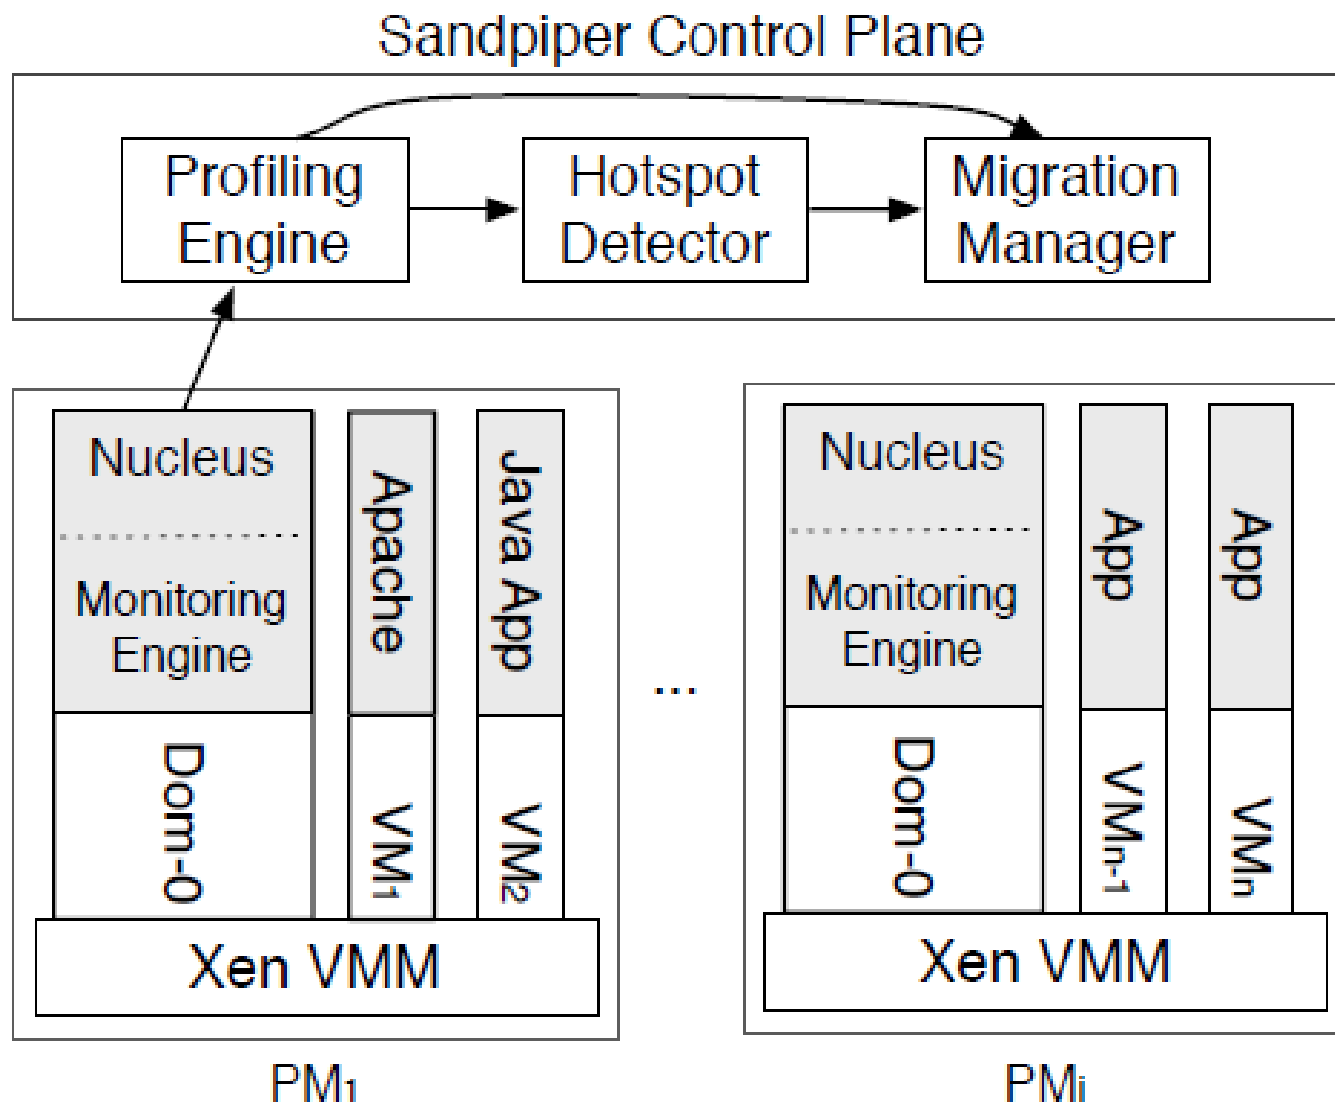 Sandpiper Control Plane
Profiling
Engine
Hotspot
Detector
Migration
Manager
Nucleus
Monitoring
Engine
Dom-0
Apache
VM1
Java App
VM2
Xen VMM
PM1
...
Nucleus
Monitoring
Engine
Dom-0
App
VMn-1
App
VMn
Xen VMM
PMi